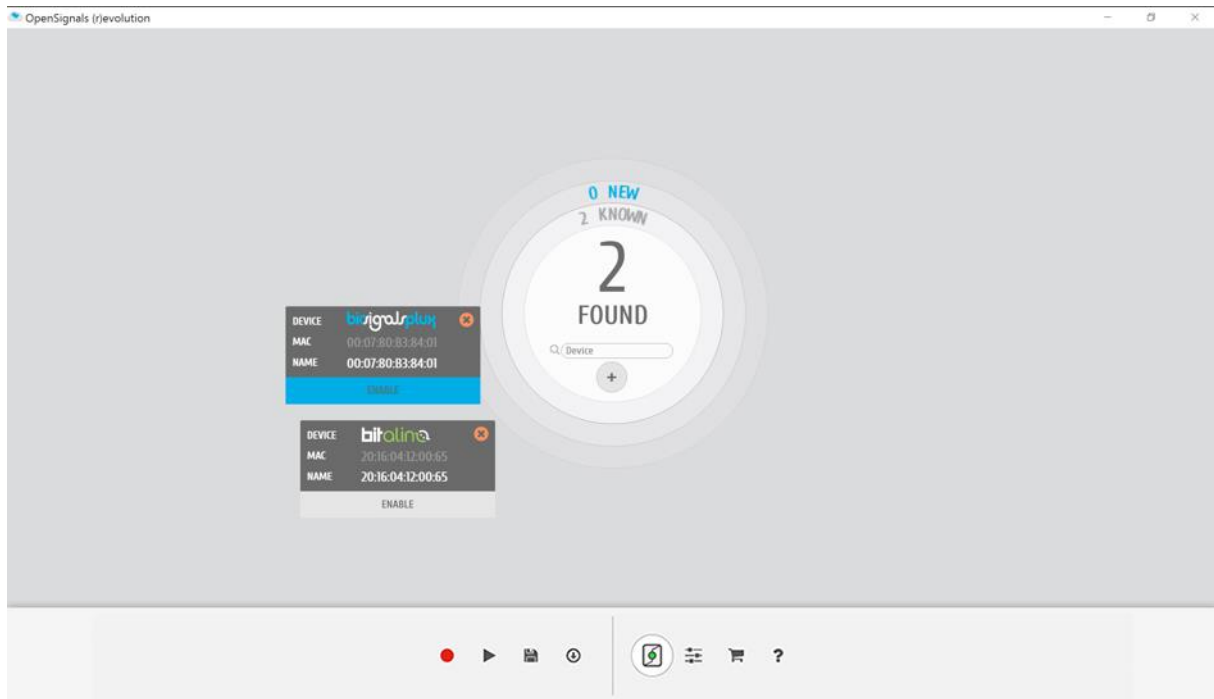 OpenSignals (r)evolution
0 NEW
2 KNOWN
2
FOUND
Device
DEVICE biosignalsplux
MAC 00:07:80:B3:84:01
NAME 00:07:80:B3:84:01
ENABLE
DEVICE bitalino
MAC 20:16:04:12:00:65
NAME 20:16:04:12:00:65
ENABLE
?